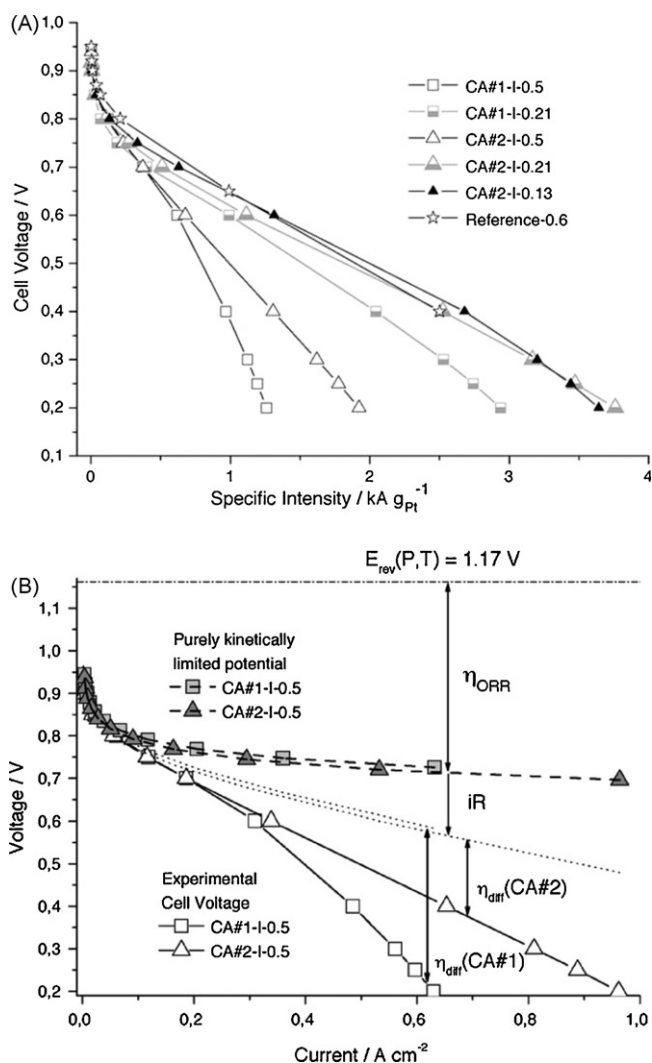 (A)
1,0
0,9
0,8
0,7
0,6
0,5
0,4
0,3
0,2
0,1
Cell Voltage / V
CA#1-I-0.5
CA#1-I-0.21
CA#2-I-0.5
CA#2-I-0.21
CA#2-I-0.13
Reference-0.6
0 1 2 3 4
Specific Intensity / kA g_Pt^-1
E_rev(P,T) = 1.17 V
(B)
1,1
1,0
0,9
0,8
0,7
0,6
0,5
0,4
0,3
0,2
Voltage / V
Purely kinetically
limited potential
CA#1-I-0.5
CA#2-I-0.5
η_ORR
iR
η_diff(CA#2)
η_diff(CA#1)
Experimental
Cell Voltage
CA#1-I-0.5
CA#2-I-0.5
0,0 0,2 0,4 0,6 0,8 1,0
Current / A cm^-2